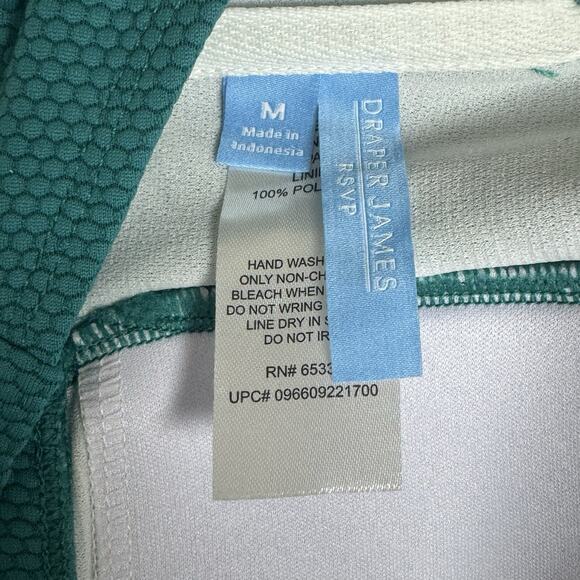 M
Made in
Indonesia
DRAPER JAMES
RSVP
100% POL
HAND WASH
ONLY NON-CH
BLEACH WHEN
DO NOT WRING
LINE DRY IN S
DO NOT IR
RN# 6533
UPC# 096609221700